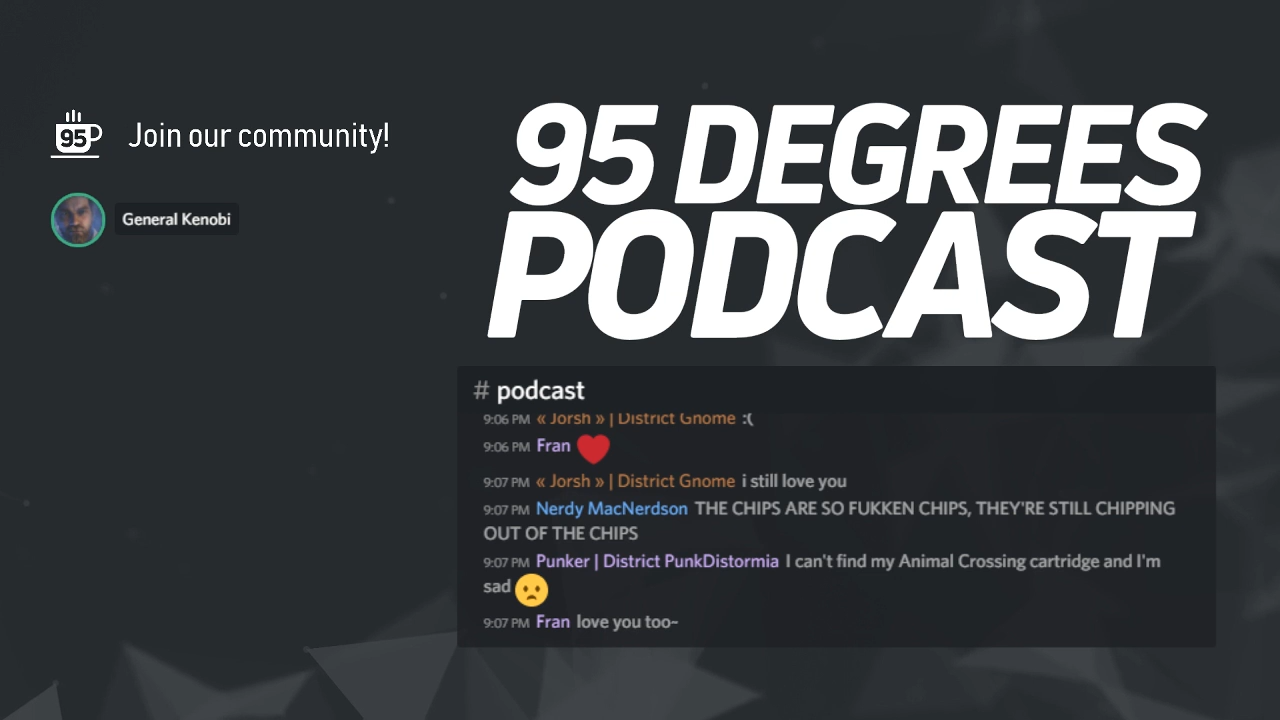 95 Join our community!
General Kenobi
95 DEGREES
PODCAST
# podcast
9:06 PM « Jorsh » | District Gnome :(
9:06 PM Fran ❤
9:07 PM « Jorsh » | District Gnome i still love you
9:07 PM Nerdy MacNerdson THE CHIPS ARE SO FUKKEN CHIPS, THEY'RE STILL CHIPPING
OUT OF THE CHIPS
9:07 PM Punker | District PunkDistormia I can't find my Animal Crossing cartridge and I'm
sad 😦
9:07 PM Fran love you too~